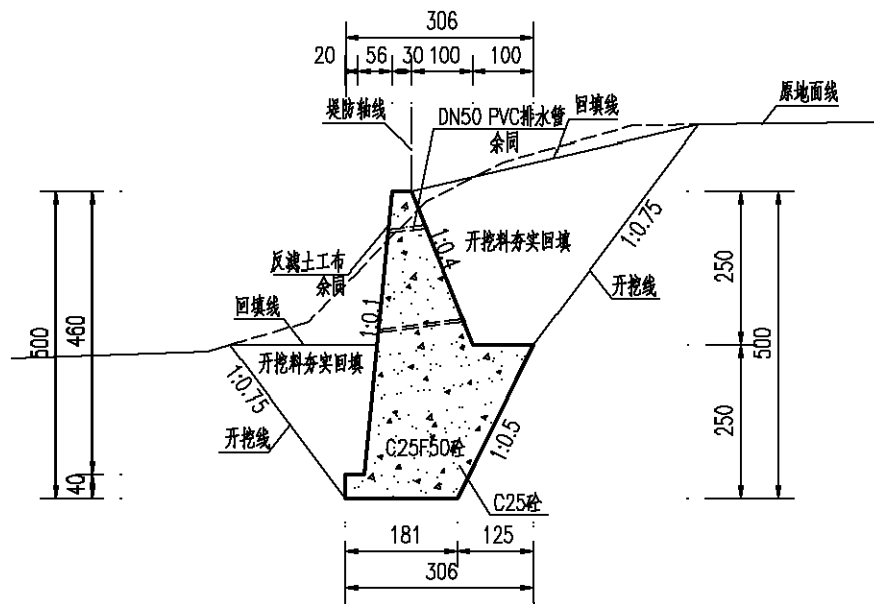 306
20 56 30 100 100
堤防轴线
DN50 PVC排水管
余同
回填线
原地面线
1:0.75
1:0.4
开挖料夯实回填
反滤土工布
余同
开挖线
250
回填线
1:0.1
500
460
开挖料夯实回填
500
1:0.75
开挖线
1:0.5
250
C25F50砼
40
C25砼
181 125
306